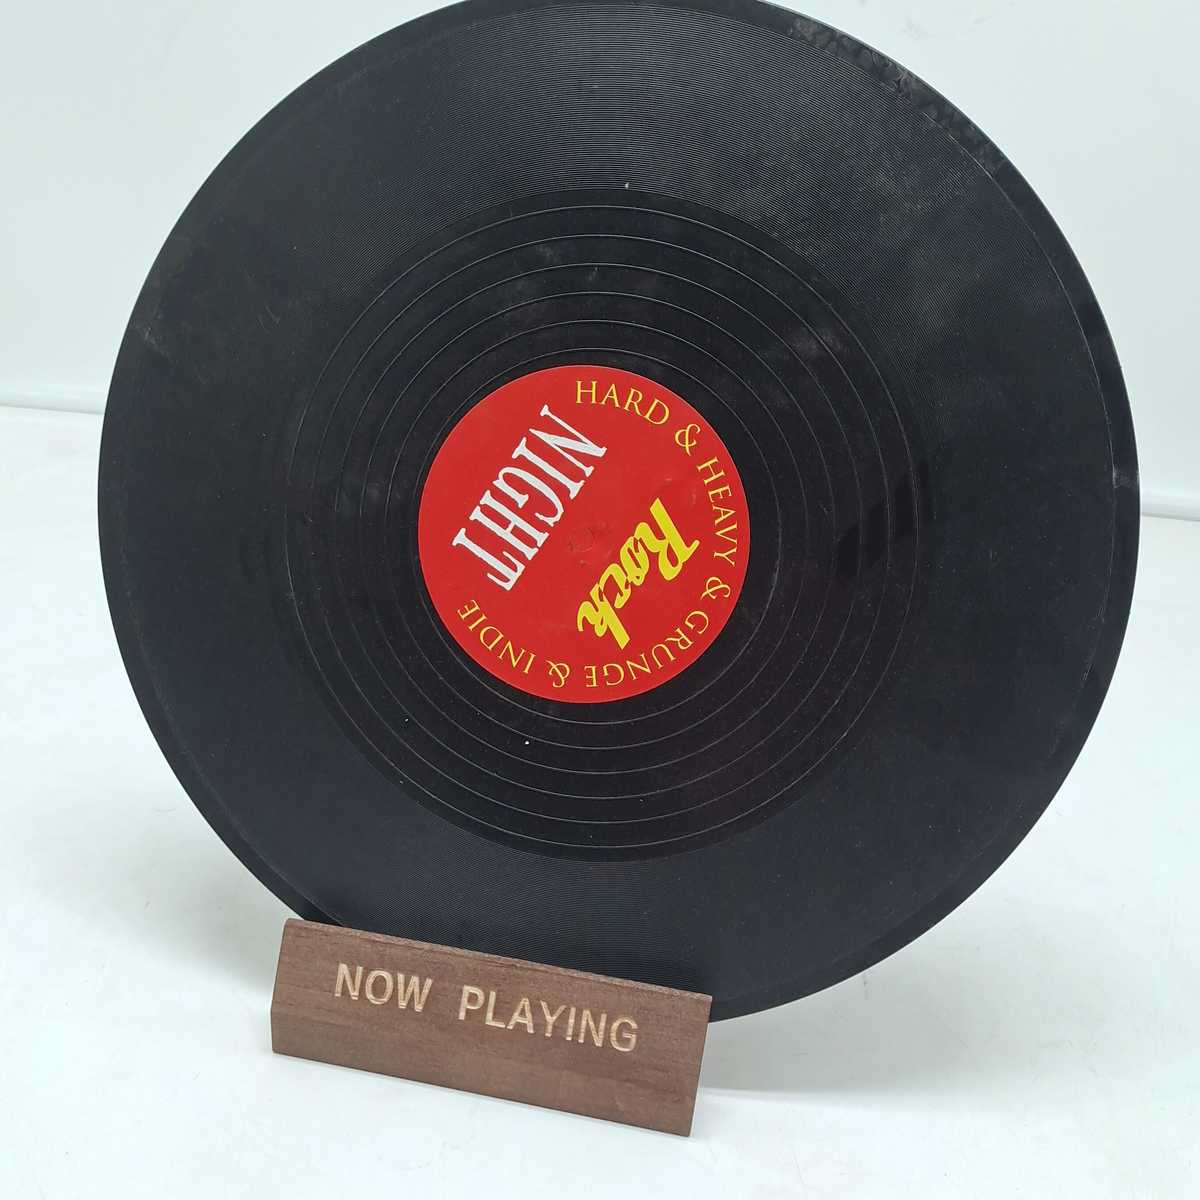 HARD & HEAVY & GRUNGE & INDIE
Rock
NIGHT
NOW PLAYING